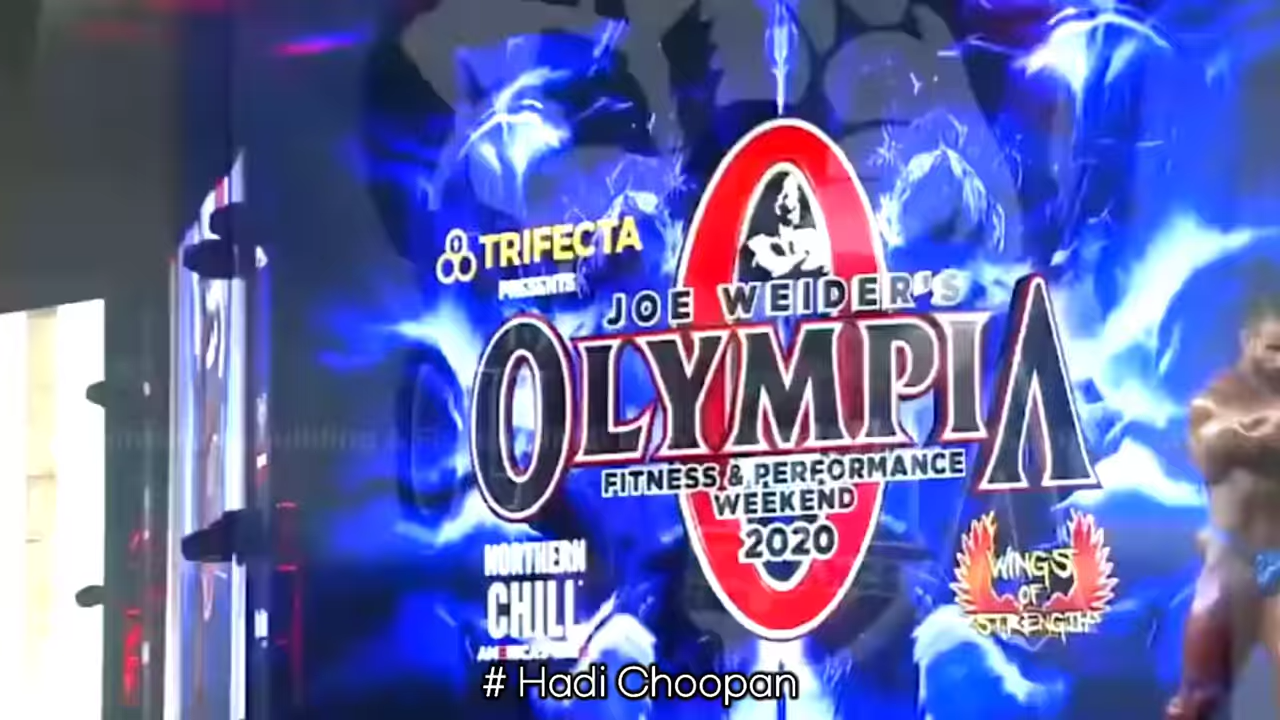 TRIFECTA
PRESENTS
JOE WEIDER'S
OLYMPIA
FITNESS & PERFORMANCE
WEEKEND
2020
NORTHERN
CHILL
WINGS
OF
STRENGTH
# Hadi Choopan